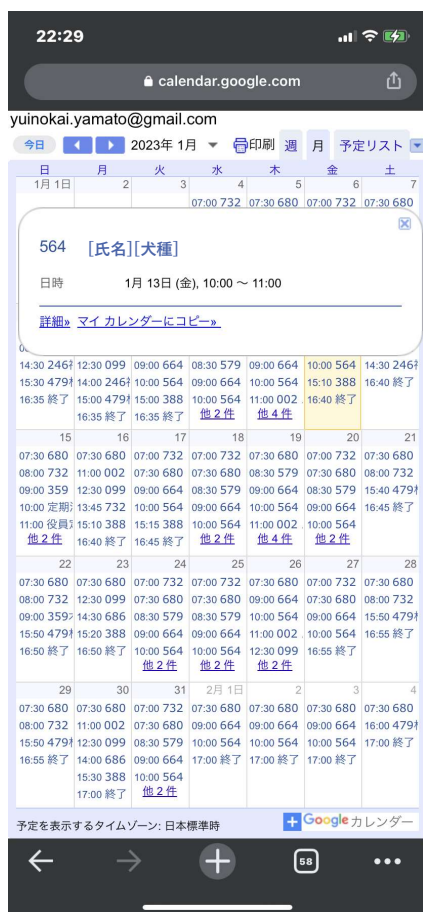 22:29
calendar.google.com
yuinokai.yamato@gmail.com
今日 2023年 1月 印刷 週 月 予定リスト
日 月 火 水 木 金 土
1月 1日 2 3 4 5 6 7
07:00 732 07:30 680 07:00 732 07:30 680
564 [氏名][犬種]
日時 1月 13日 (金), 10:00 ～ 11:00
詳細» マイ カレンダーにコピー»
14:30 246 12:30 099 09:00 664 08:30 579 09:00 664 10:00 564 14:30 246
15:30 479 14:00 246 10:00 564 09:00 664 10:00 564 15:10 388 16:40 終了
16:35 終了 15:00 479 15:00 388 10:00 564 11:00 002 16:40 終了
16:35 終了 16:35 終了 他 2 件 他 4 件
15 16 17 18 19 20 21
07:30 680 07:30 680 07:00 732 07:00 732 07:30 680 07:00 732 07:30 680
08:00 732 11:00 002 07:30 680 07:30 680 08:30 579 07:30 680 08:00 732
09:00 359 12:30 099 09:00 664 08:30 579 09:00 664 08:30 579 15:40 479
10:00 定期 13:45 732 10:00 564 09:00 664 10:00 564 09:00 664 16:45 終了
11:00 役員 15:10 388 15:15 388 10:00 564 11:00 002 10:00 564
他 2 件 16:40 終了 16:45 終了 他 2 件 他 4 件 他 2 件
22 23 24 25 26 27 28
07:30 680 07:30 680 07:00 732 07:00 732 07:30 680 07:00 732 07:30 680
08:00 732 12:30 099 07:30 680 07:30 680 09:00 664 07:30 680 08:00 732
09:00 359 14:30 686 08:30 579 08:30 579 10:00 564 09:00 664 15:50 479
15:50 479 15:20 388 09:00 664 09:00 664 11:00 002 10:00 564 16:55 終了
16:50 終了 16:50 終了 10:00 564 10:00 564 12:30 099 16:55 終了
他 2 件 他 2 件 他 2 件
29 30 31 2月 1日 2 3 4
07:30 680 07:30 680 07:00 732 07:30 680 07:30 680 07:30 680 07:30 680
08:00 732 11:00 002 07:30 680 09:00 664 09:00 664 09:00 664 16:00 479
15:50 479 12:30 099 08:30 579 10:00 564 10:00 564 10:00 564 17:00 終了
16:55 終了 14:00 686 09:00 664 17:00 終了 17:00 終了 17:00 終了
15:30 388 10:00 564
17:00 終了 他 2 件
予定を表示するタイムゾーン: 日本標準時 Googleカレンダー
58